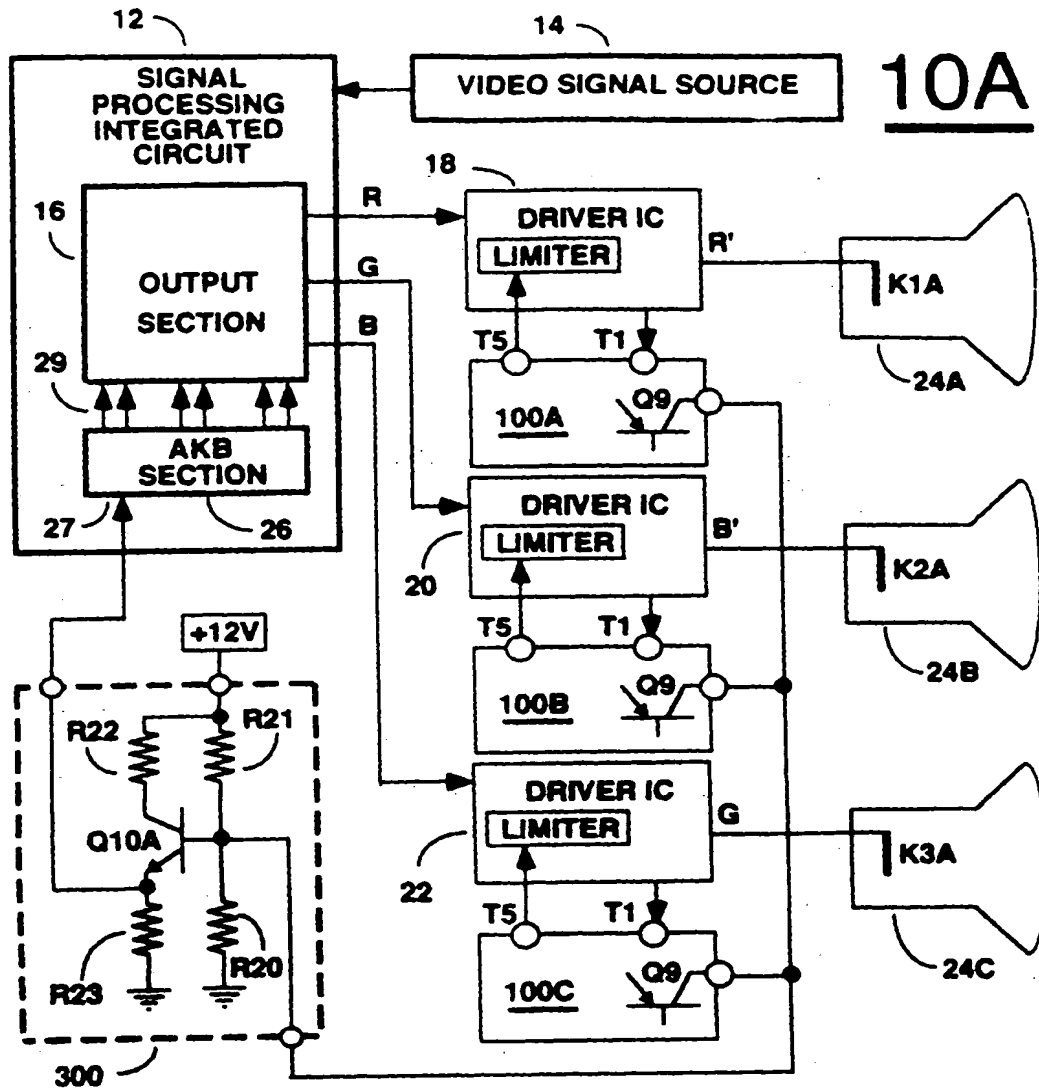 12
14
10A
SIGNAL
PROCESSING
INTEGRATED
CIRCUIT
VIDEO SIGNAL SOURCE
16
OUTPUT
SECTION
R
G
B
18
DRIVER IC
LIMITER
R'
K1A
24A
T5
T1
100A
Q9
29
AKB
SECTION
27
26
DRIVER IC
LIMITER
20
B'
K2A
24B
T5
T1
100B
Q9
+12V
R22
R21
Q10A
R23
R20
300
DRIVER IC
LIMITER
22
G
K3A
24C
T5
T1
100C
Q9